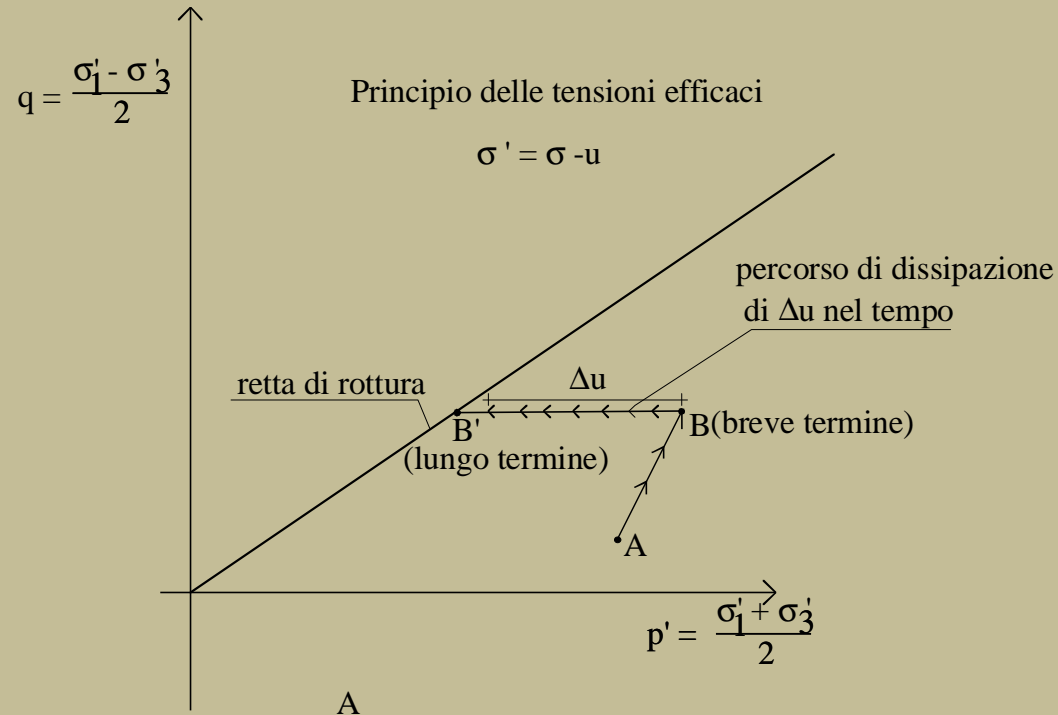 q = σ'1 - σ'3
2
Principio delle tensioni efficaci
σ ' = σ -u
percorso di dissipazione
di Δu nel tempo
retta di rottura
Δu
B'
B(breve termine)
(lungo termine)
A
p' = σ'1 + σ3'
2
A